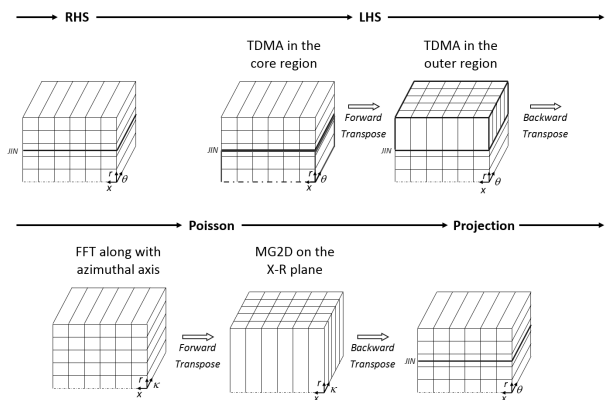 RHS
LHS
TDMA in the
core region
TDMA in the
outer region
JIN
r
θ
x
JIN
r
θ
x
Forward
Transpose
JIN
r
θ
x
Backward
Transpose
Poisson
Projection
FFT along with
azimuthal axis
MG2D on the
X-R plane
r
κ
x
Forward
Transpose
r
κ
x
Backward
Transpose
JIN
r
θ
x